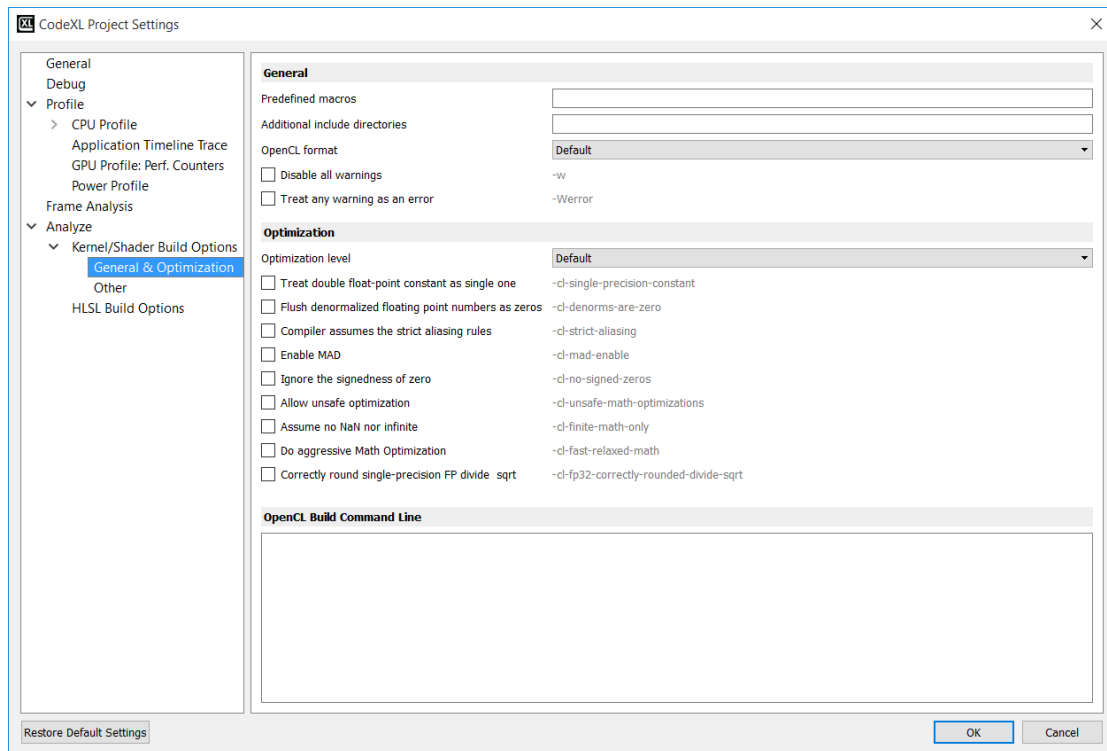 XL CodeXL Project Settings
General
Debug
Profile
CPU Profile
Application Timeline Trace
GPU Profile: Perf. Counters
Power Profile
Frame Analysis
Analyze
Kernel/Shader Build Options
General & Optimization
Other
HLSL Build Options
General
Predefined macros
Additional include directories
OpenCL format Default
Disable all warnings -w
Treat any warning as an error -Werror
Optimization
Optimization level Default
Treat double float-point constant as single one -cl-single-precision-constant
Flush denormalized floating point numbers as zeros -cl-denorms-are-zero
Compiler assumes the strict aliasing rules -cl-strict-aliasing
Enable MAD -cl-mad-enable
Ignore the signedness of zero -cl-no-signed-zeros
Allow unsafe optimization -cl-unsafe-math-optimizations
Assume no NaN nor infinite -cl-finite-math-only
Do aggressive Math Optimization -cl-fast-relaxed-math
Correctly round single-precision FP divide sqrt -cl-fp32-correctly-rounded-divide-sqrt
OpenCL Build Command Line
Restore Default Settings OK Cancel